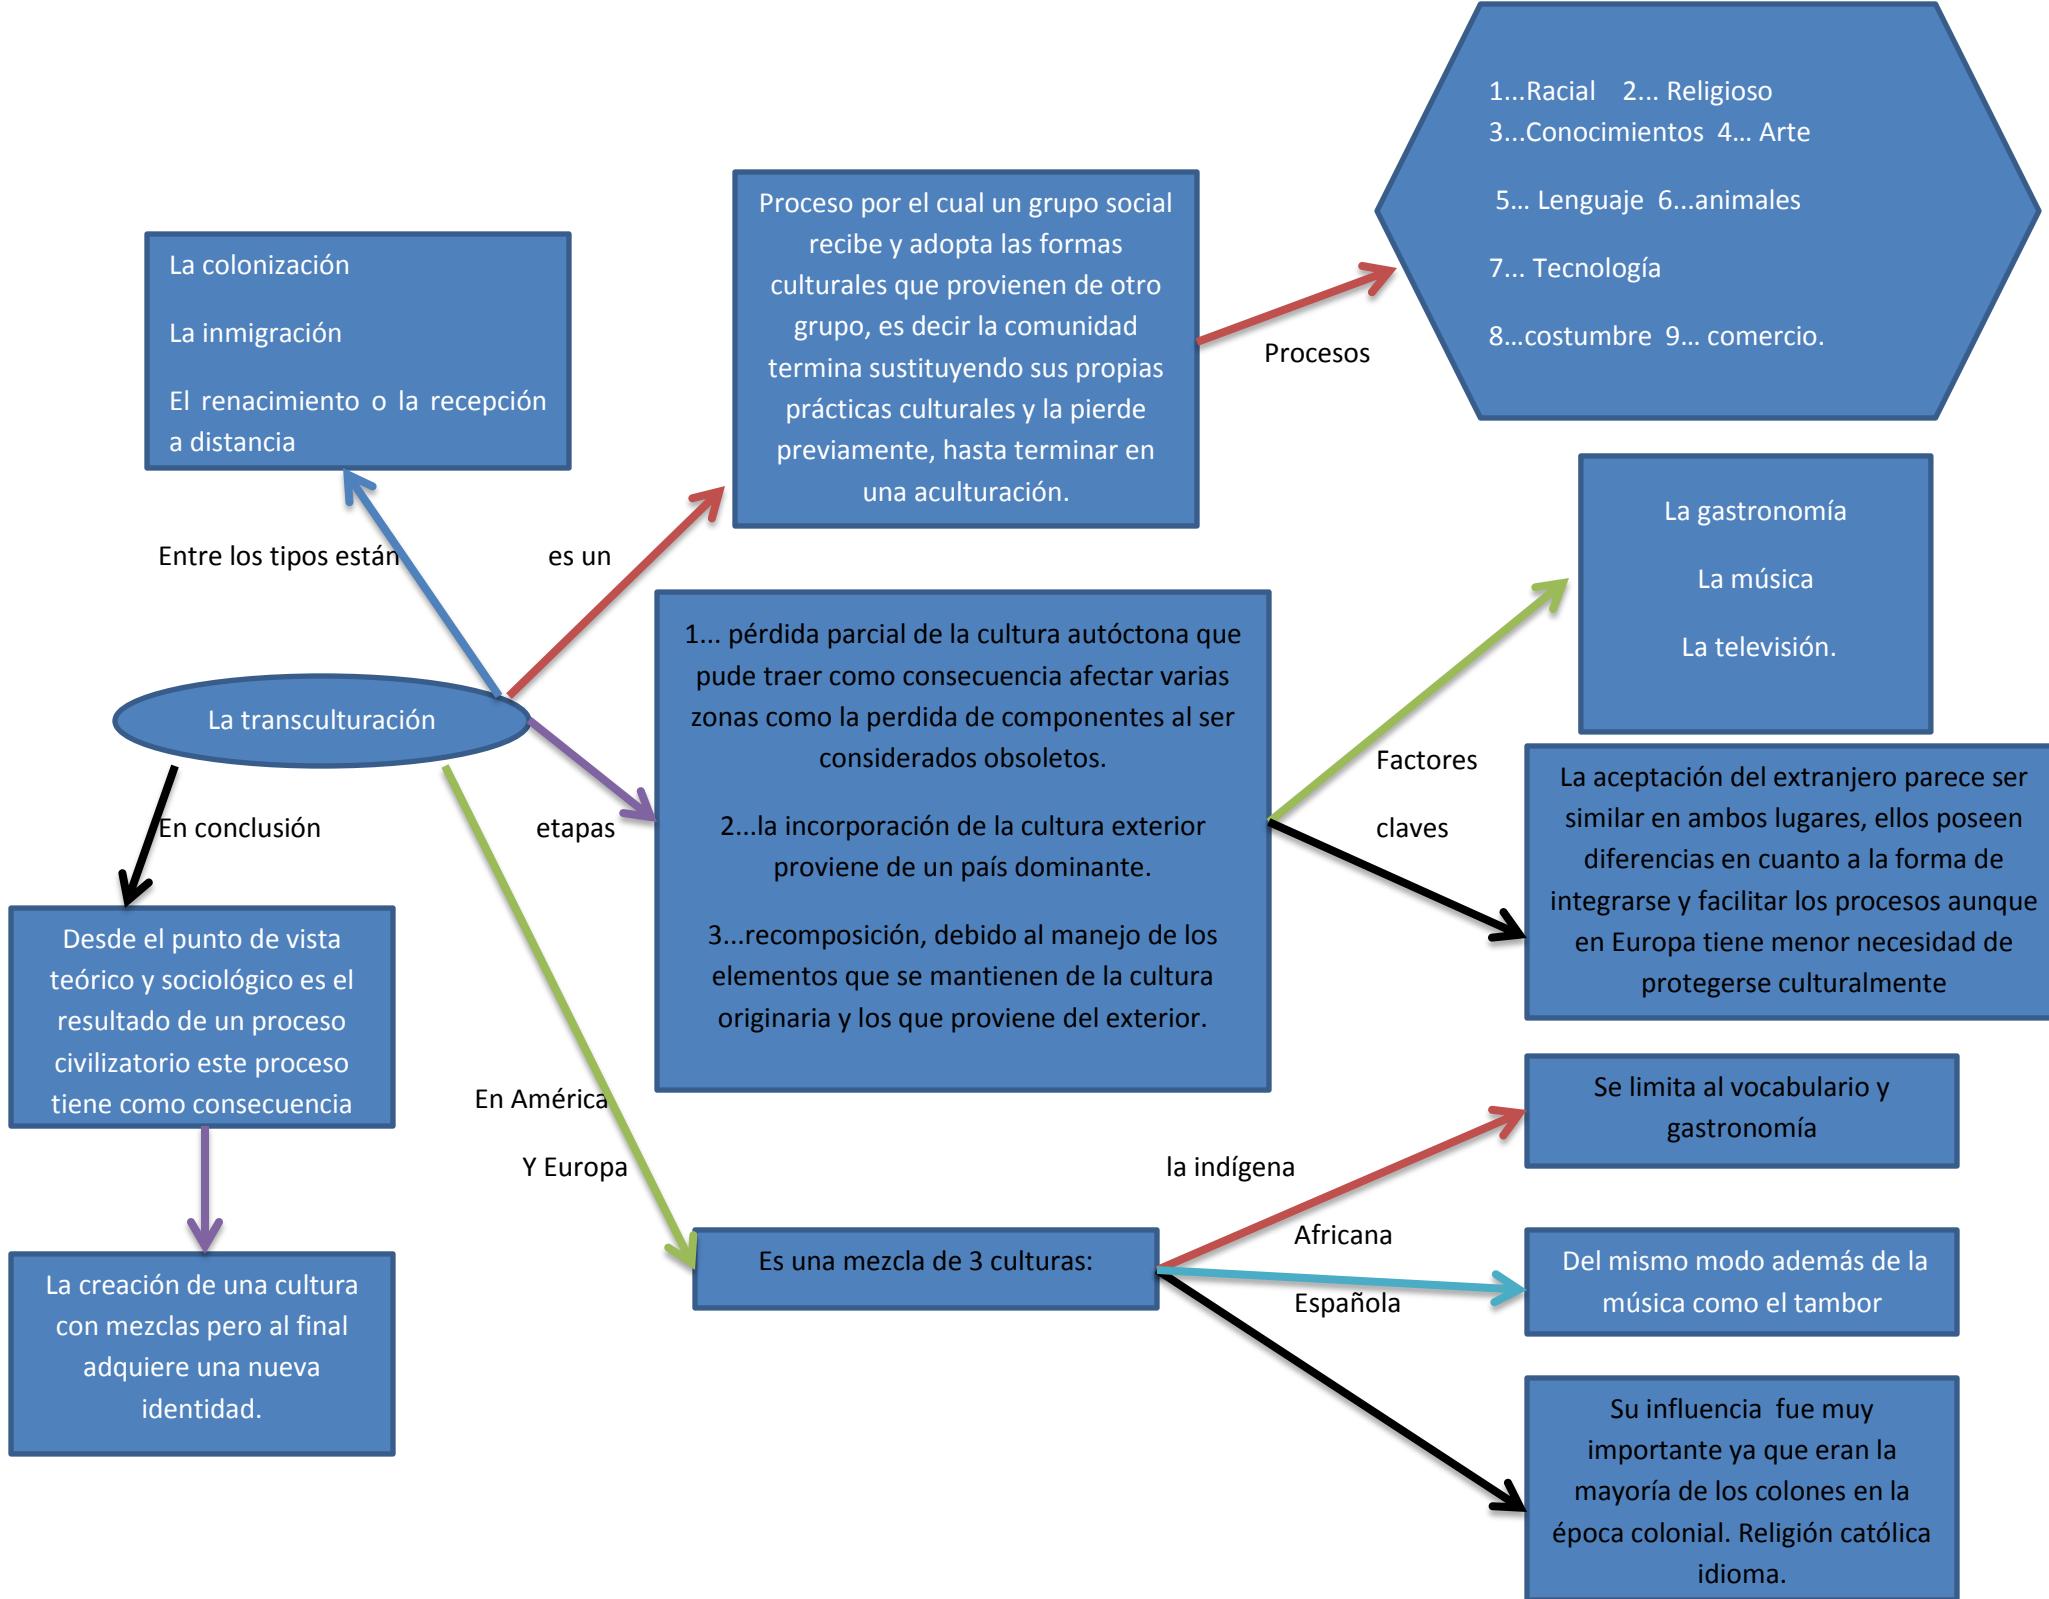 1...Racial 2... Religioso
3...Conocimientos 4... Arte
5... Lenguaje 6...animales
7... Tecnología
8...costumbre 9... comercio.
Procesos
Proceso por el cual un grupo social
recibe y adopta las formas
culturales que provienen de otro
grupo, es decir la comunidad
termina sustituyendo sus propias
prácticas culturales y la pierde
previamente, hasta terminar en
una aculturación.
La colonización
La inmigración
El renacimiento o la recepción
a distancia
Entre los tipos están
es un
La transculturación
La gastronomía
La música
La televisión.
1... pérdida parcial de la cultura autóctona que
pude traer como consecuencia afectar varias
zonas como la perdida de componentes al ser
considerados obsoletos.
2...la incorporación de la cultura exterior
proviene de un país dominante.
3...recomposición, debido al manejo de los
elementos que se mantienen de la cultura
originaria y los que proviene del exterior.
Factores
claves
La aceptación del extranjero parece ser
similar en ambos lugares, ellos poseen
diferencias en cuanto a la forma de
integrarse y facilitar los procesos aunque
en Europa tiene menor necesidad de
protegerse culturalmente
En conclusión
etapas
Desde el punto de vista
teórico y sociológico es el
resultado de un proceso
civilizatorio este proceso
tiene como consecuencia
La creación de una cultura
con mezclas pero al final
adquiere una nueva
identidad.
En América
Y Europa
Es una mezcla de 3 culturas:
la indígena
Africana
Española
Se limita al vocabulario y
gastronomía
Del mismo modo además de la
música como el tambor
Su influencia fue muy
importante ya que eran la
mayoría de los colones en la
época colonial. Religión católica
idioma.